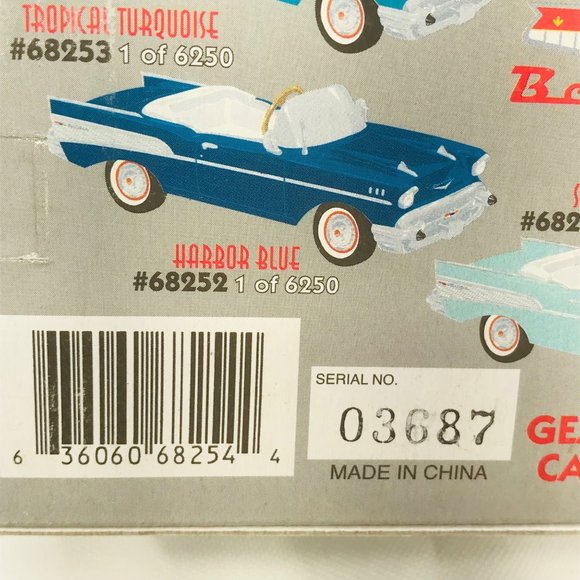 TROPICAL TURQUOISE
#68253 1 of 6250
HARBOR BLUE
#68252 1 of 6250
6 36060 68254 4
SERIAL NO.
03687
MADE IN CHINA